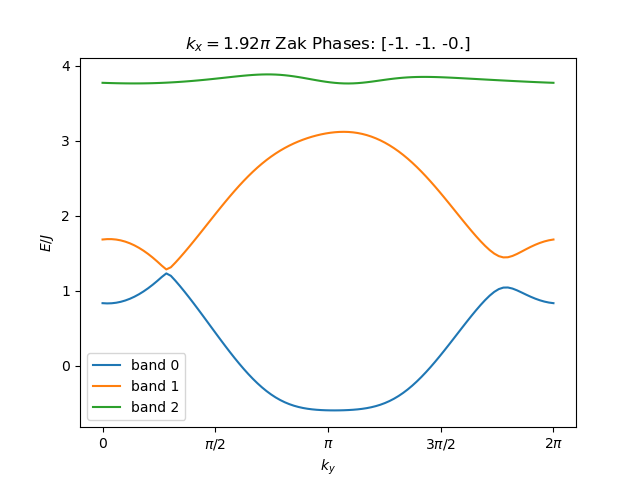 $k_x = 1.92\pi$ Zak Phases: [-1. -1. -0.]
4
3
2
1
0
E/J
band 0
band 1
band 2
0
π/2
π
3π/2
2π
$k_y$